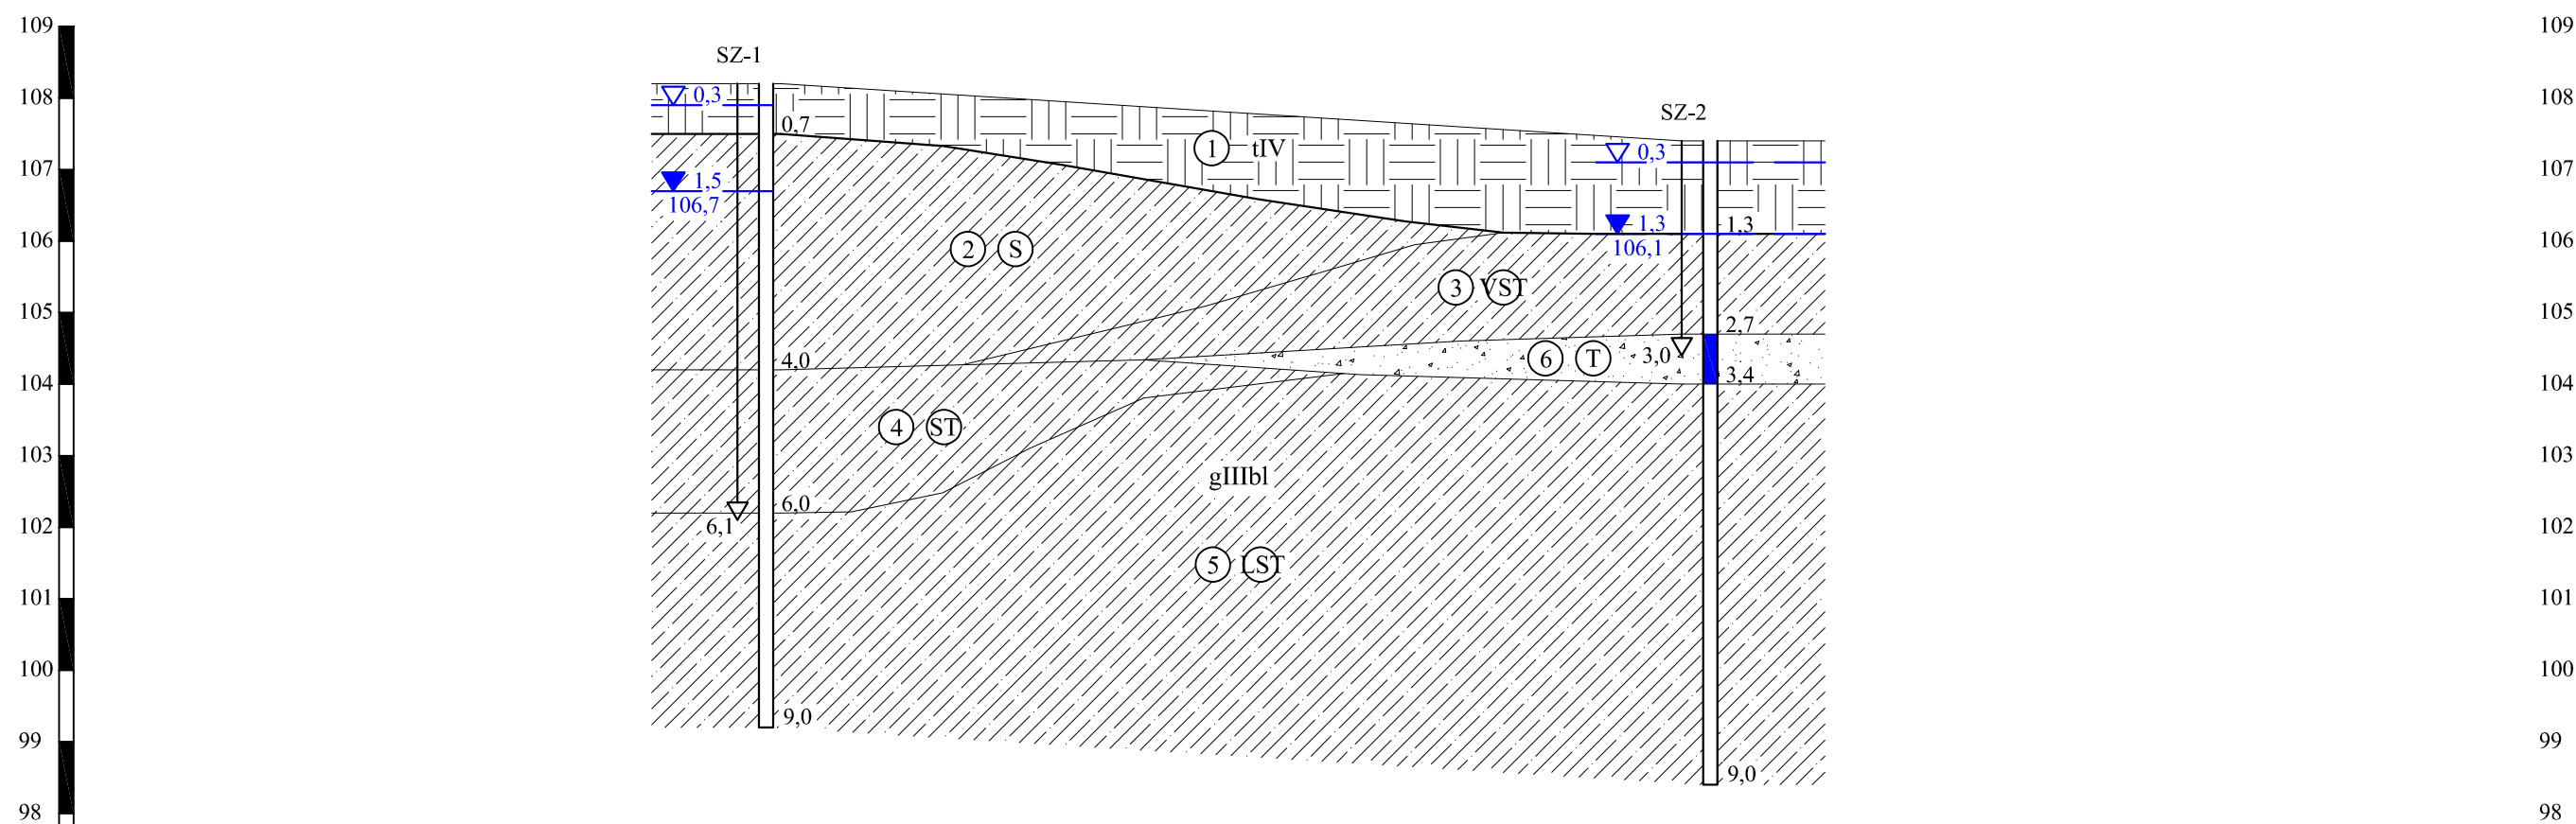 109 109
SZ-1
108 0,3 108
SZ-2
0,7
1 tIV 0,3
107 107
1,5
106,7
1,3 1,3
106 2 S 106,1 106
3 VST
105 105
2,7
4,0 6 T 3,0
3,4
104 104
4 ST
103 103
gIIIbl
6,0
102 6,1 102
5 LST
101 101
100 100
9,0
99 99
9,0
98 98